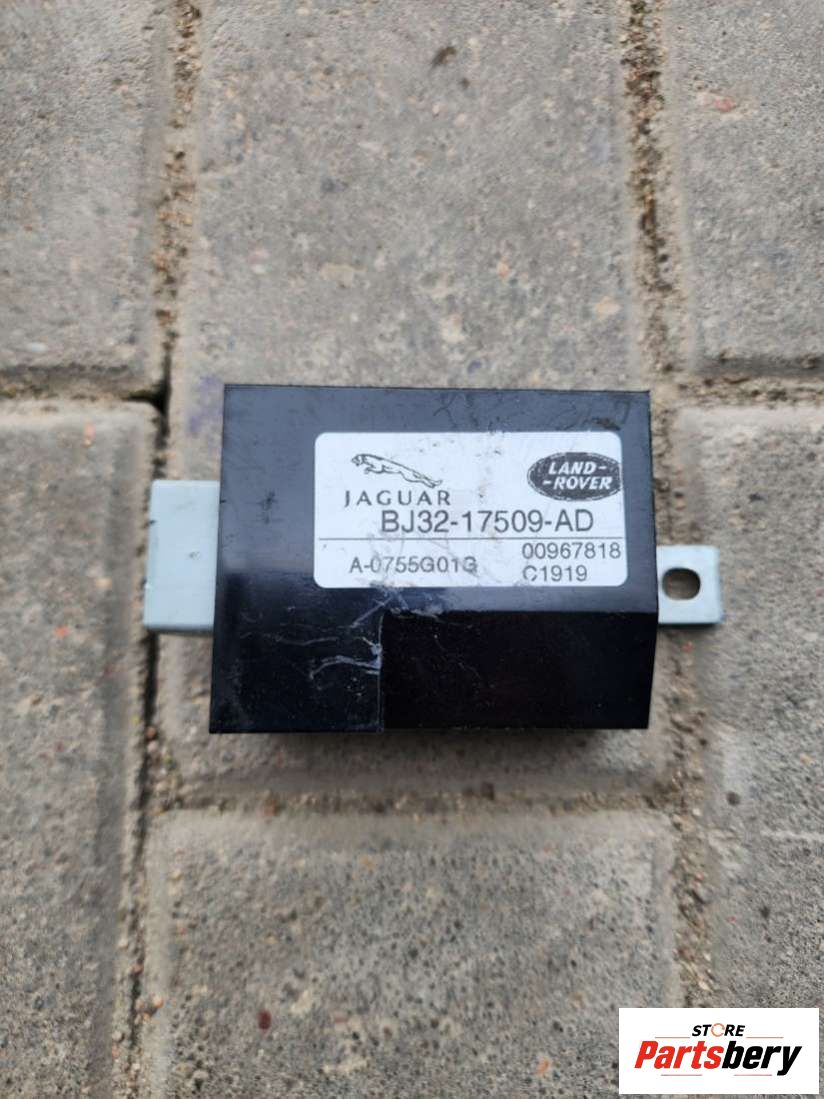 JAGUAR
LAND-
-ROVER
BJ32-17509-AD
A-0755G01G
00967818
C1919
STORE
Partsbery